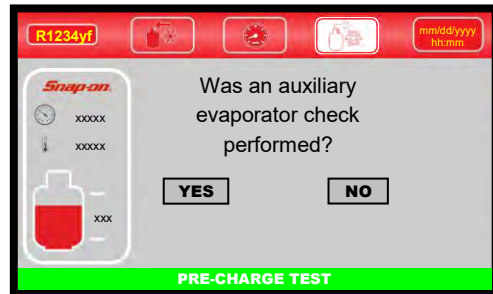 R1234yf
mm/dd/yyyy
hh:mm
Snap-on
xxxxx
xxxxx
xxx
Was an auxiliary
evaporator check
performed?
YES NO
PRE-CHARGE TEST